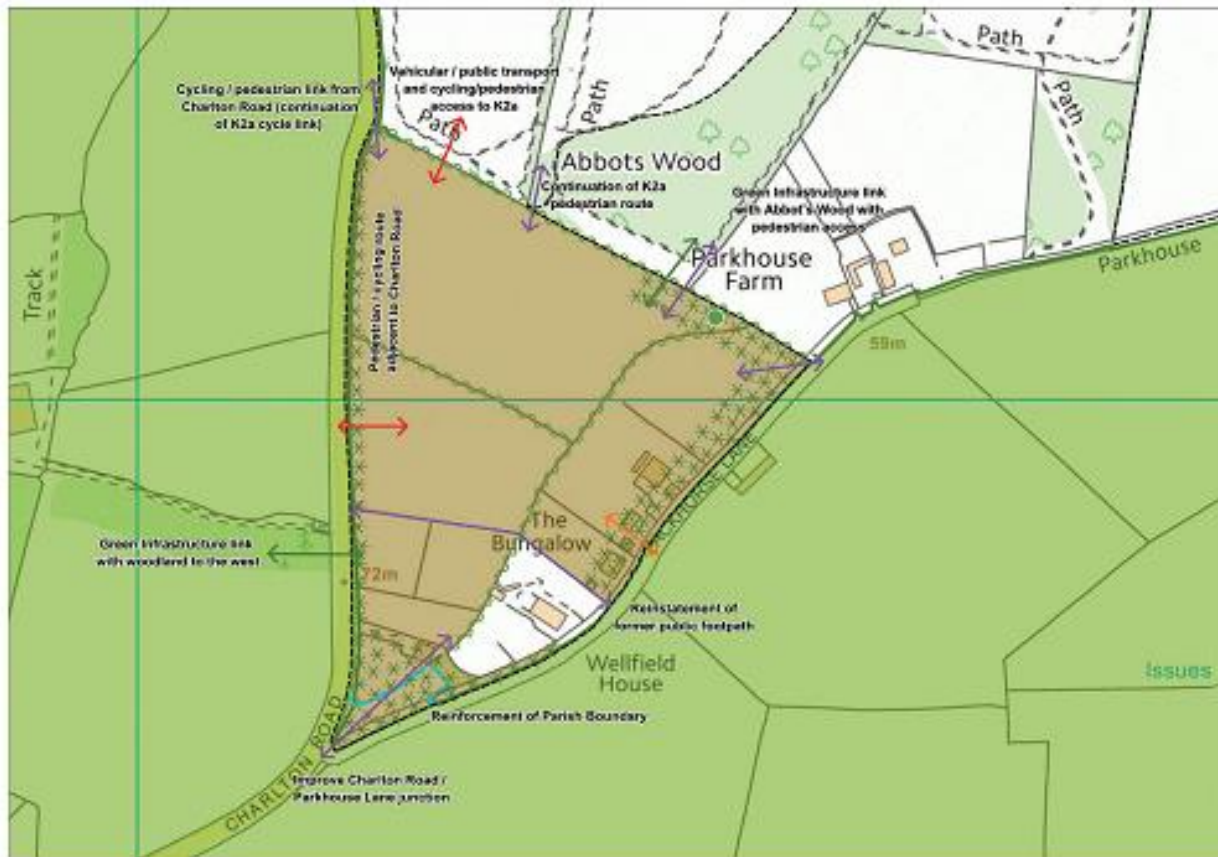 Path
Path
Cycling / pedestrian link from
Charlton Road (continuation
of K2a cycle link)
Vehicular / public transport
and cycling/pedestrian
access to K2a
Path
Path
Path
Abbots Wood
Continuation of K2a
pedestrian route
Green Infrastructure link
with Abbot's Wood with
pedestrian access
Parkhouse
Farm
Parkhouse
Track
Pedestrian / cycling route
adjacent to Charlton Road
59m
LANE
The
Bungalow
Green Infrastructure link
with woodland to the west
72m
Reinstatement of
former public footpath
Wellfield
House
Issues
Reinforcement of Parish Boundary
CHARLTON ROAD
Improve Charlton Road /
Parkhouse Lane junction